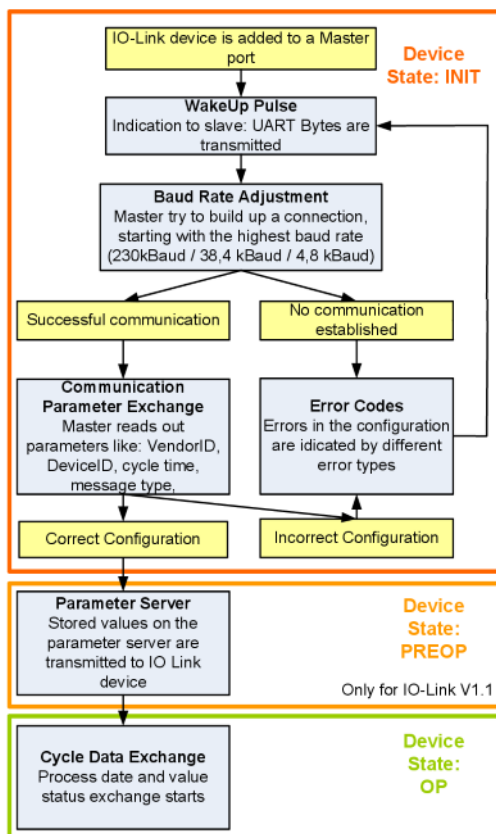 IO-Link device is added to a Master
port
Device
State: INIT
WakeUp Pulse
Indication to slave: UART Bytes are
transmitted
Baud Rate Adjustment
Master try to build up a connection,
starting with the highest baud rate
(230kBaud / 38,4 kBaud / 4,8 kBaud)
Successful communication
No communication
established
Communication
Parameter Exchange
Master reads out
parameters like: VendorID,
DeviceID, cycle time,
message type,
Error Codes
Errors in the configuration
are idicated by different
error types
Correct Configuration
Incorrect Configuration
Parameter Server
Stored values on the
parameter server are
transmitted to IO Link
device
Device
State:
PREOP
Only for IO-Link V1.1
Cycle Data Exchange
Process date and value
status exchange starts
Device
State:
OP